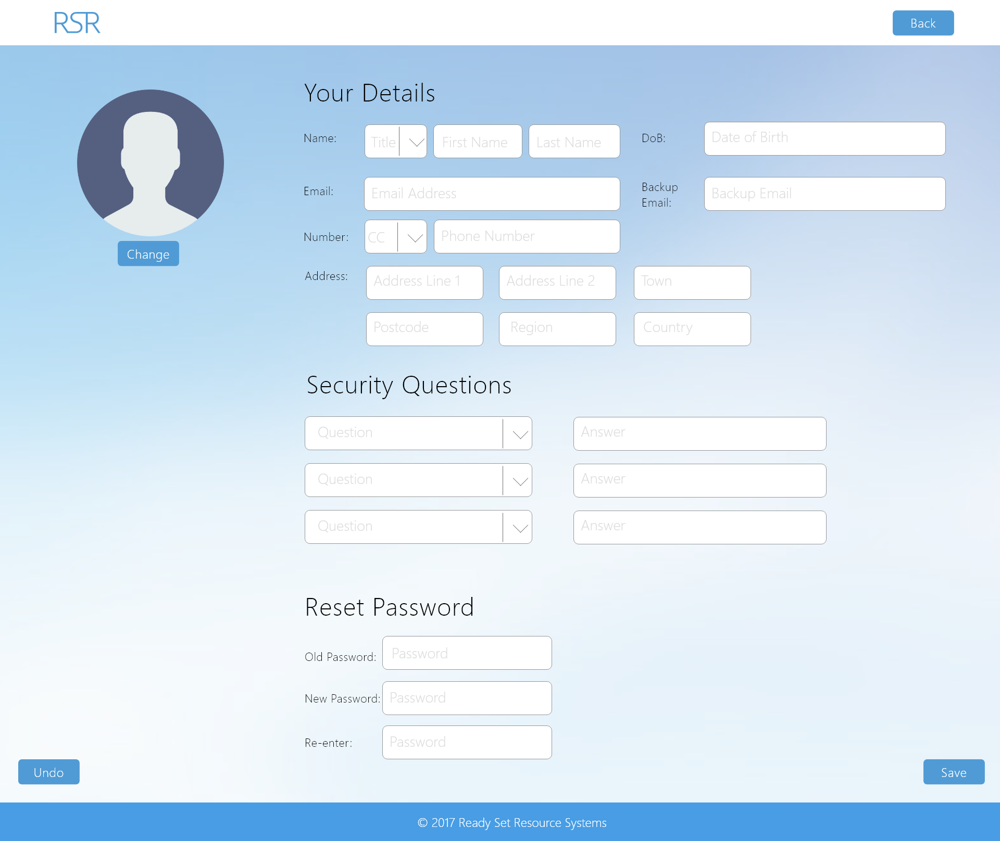 RSR
Back
Your Details
Name: Title First Name Last Name DoB: Date of Birth
Email: Email Address Backup Email: Backup Email
Number: CC Phone Number
Change
Address: Address Line 1 Address Line 2 Town
Postcode Region Country
Security Questions
Question Answer
Question Answer
Question Answer
Reset Password
Old Password: Password
New Password: Password
Re-enter: Password
Undo Save
© 2017 Ready Set Resource Systems